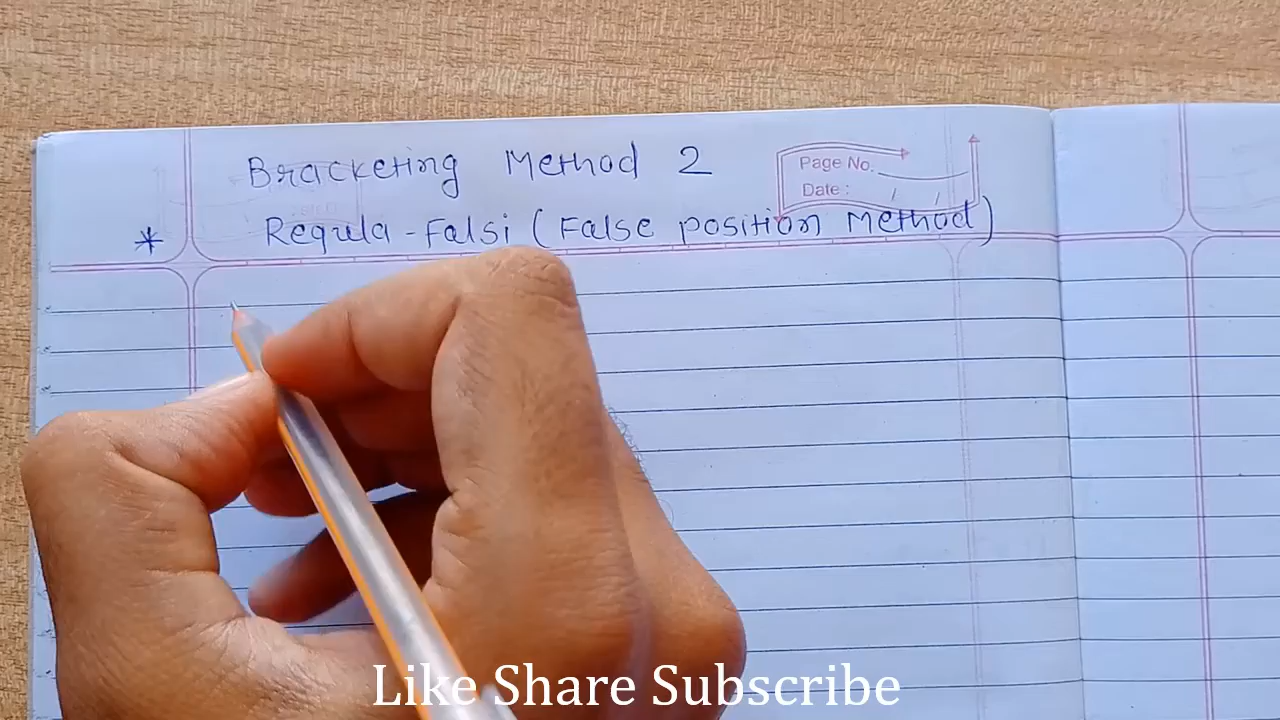 Bracketing Method 2
Page No.
Date : / /
* Regula - Falsi ( False position Method )
Like Share Subscribe